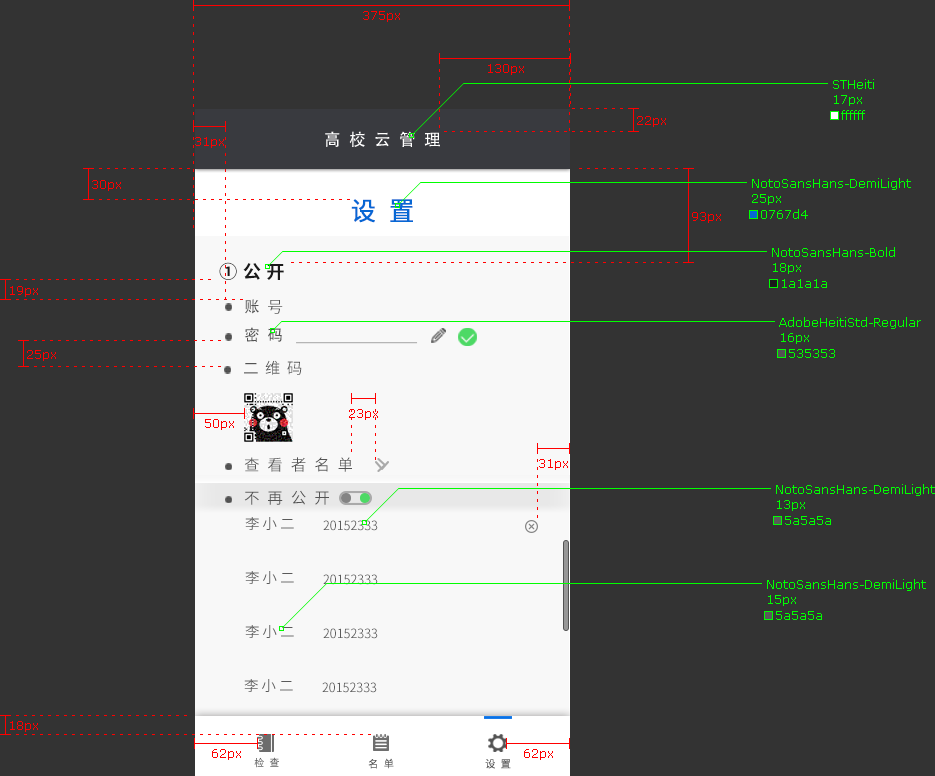 375px
130px
STHeiti
17px
ffffff
22px
31px
高校云管理
30px
NotoSansHans-DemiLight
25px
0767d4
设置
93px
NotoSansHans-Bold
18px
1a1a1a
① 公开
19px
账号
AdobeHeitiStd-Regular
16px
535353
密码
25px
二维码
50px
23px
查看者名单
31px
不再公开
NotoSansHans-DemiLight
13px
5a5a5a
李小二 20152333
李小二 20152333
NotoSansHans-DemiLight
15px
5a5a5a
李小二 20152333
李小二 20152333
18px
62px
62px
检查
名单
设置